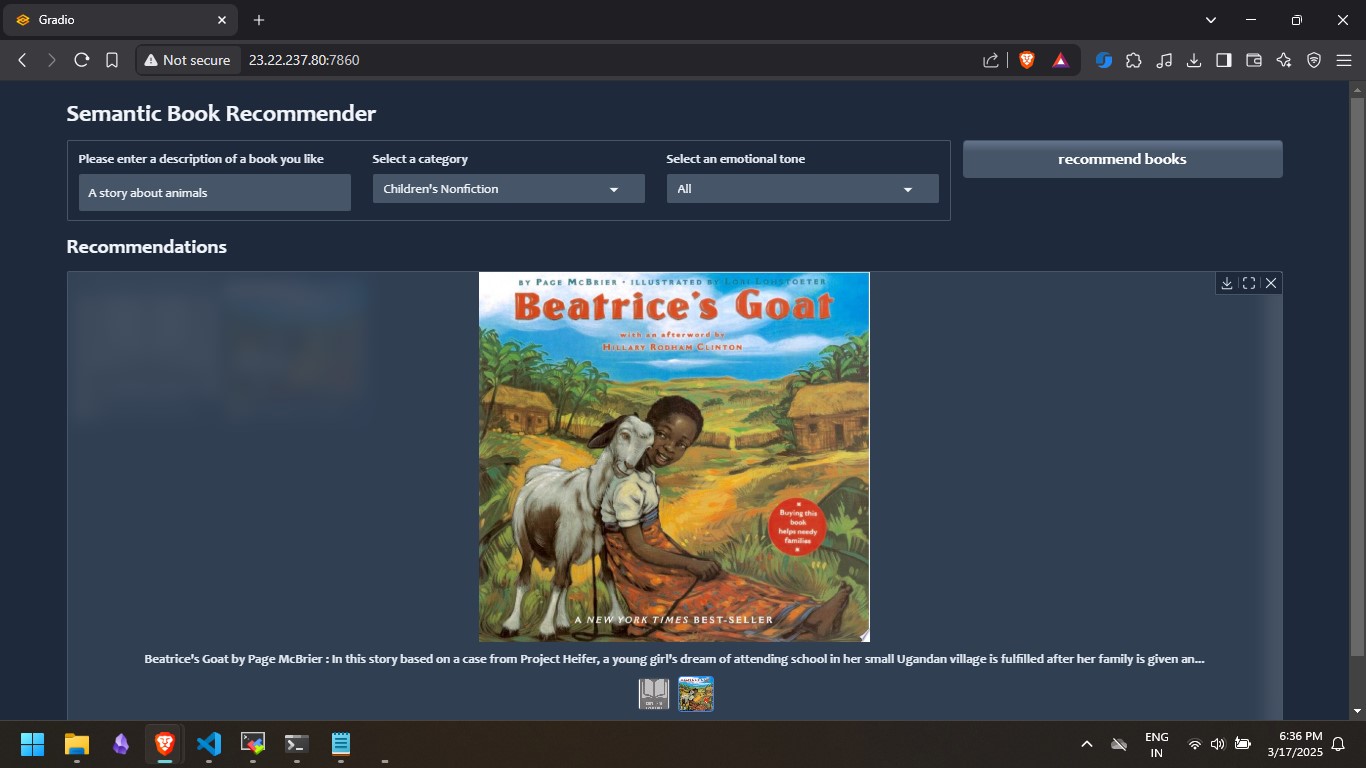 Gradio
Not secure
23.22.237.80:7860
Semantic Book Recommender
Please enter a description of a book you like
Select a category
Select an emotional tone
recommend books
A story about animals
Children's Nonfiction
All
Recommendations
BY PAGE MCBRIER • ILLUSTRATED BY LORI LOHSTOETER
Beatrice's Goat
with an afterword by
HILLARY RODHAM CLINTON
Buying this
book
helps needy
families
A NEW YORK TIMES BEST-SELLER
Beatrice's Goat by Page McBrier : In this story based on a case from Project Heifer, a young girl's dream of attending school in her small Ugandan village is fulfilled after her family is given an...
ENG
IN
6:36 PM
3/17/2025